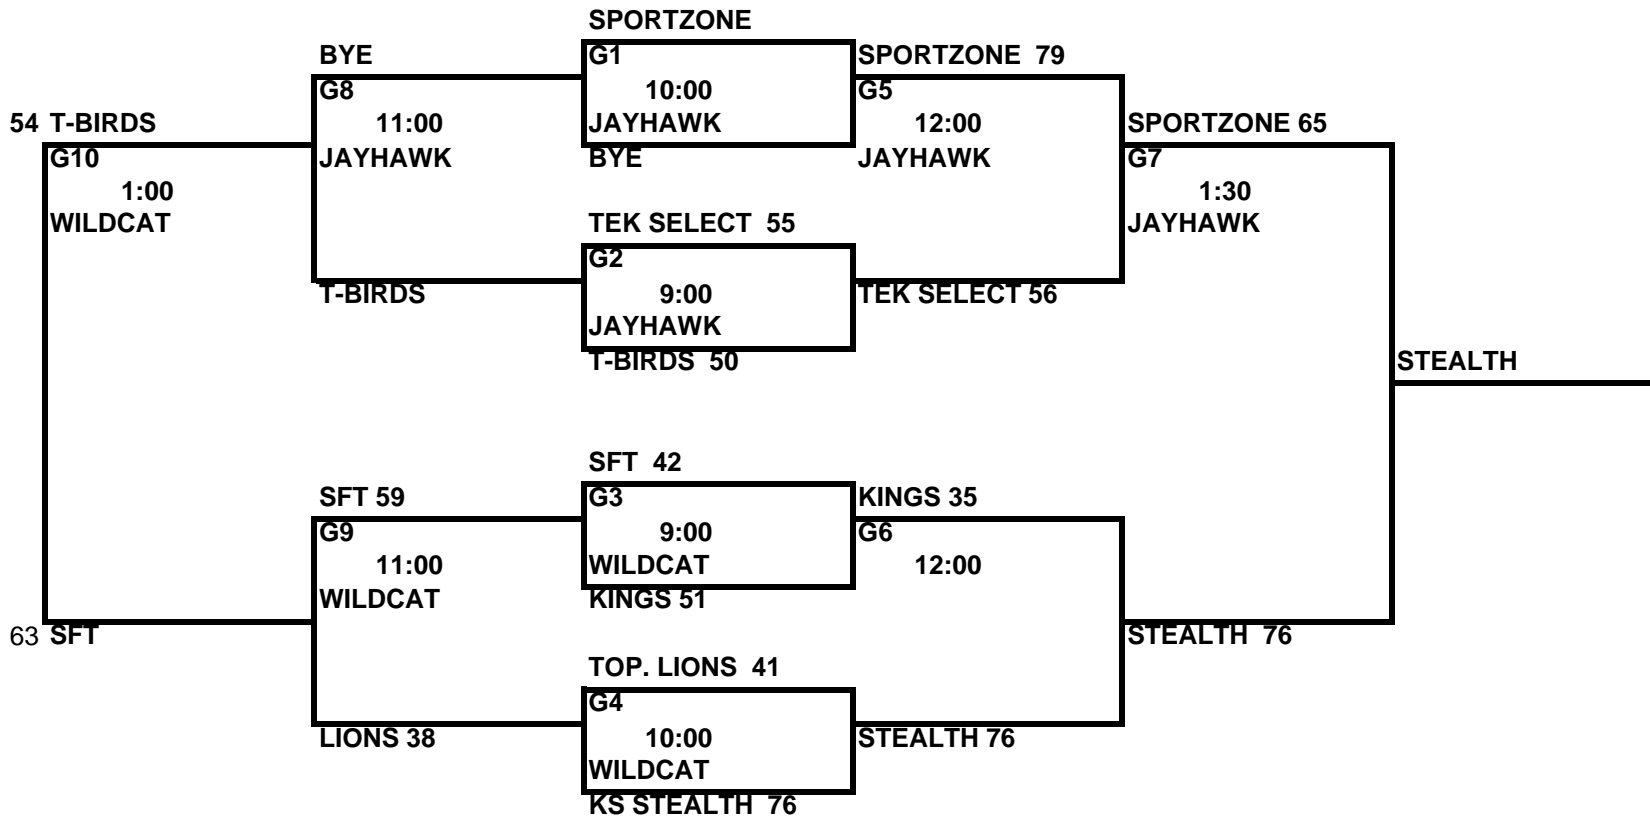 SPORTZONE
BYE
G1
SPORTZONE 79
G8
10:00
G5
54 T-BIRDS
11:00
JAYHAWK
12:00
SPORTZONE 65
G10
JAYHAWK
BYE
JAYHAWK
G7
1:00
1:30
WILDCAT
TEK SELECT 55
JAYHAWK
G2
T-BIRDS
9:00
TEK SELECT 56
JAYHAWK
T-BIRDS 50
STEALTH
SFT 42
SFT 59
G3
KINGS 35
G9
9:00
G6
11:00
WILDCAT
12:00
WILDCAT
KINGS 51
63 SFT
STEALTH 76
TOP. LIONS 41
G4
LIONS 38
10:00
STEALTH 76
WILDCAT
KS STEALTH 76